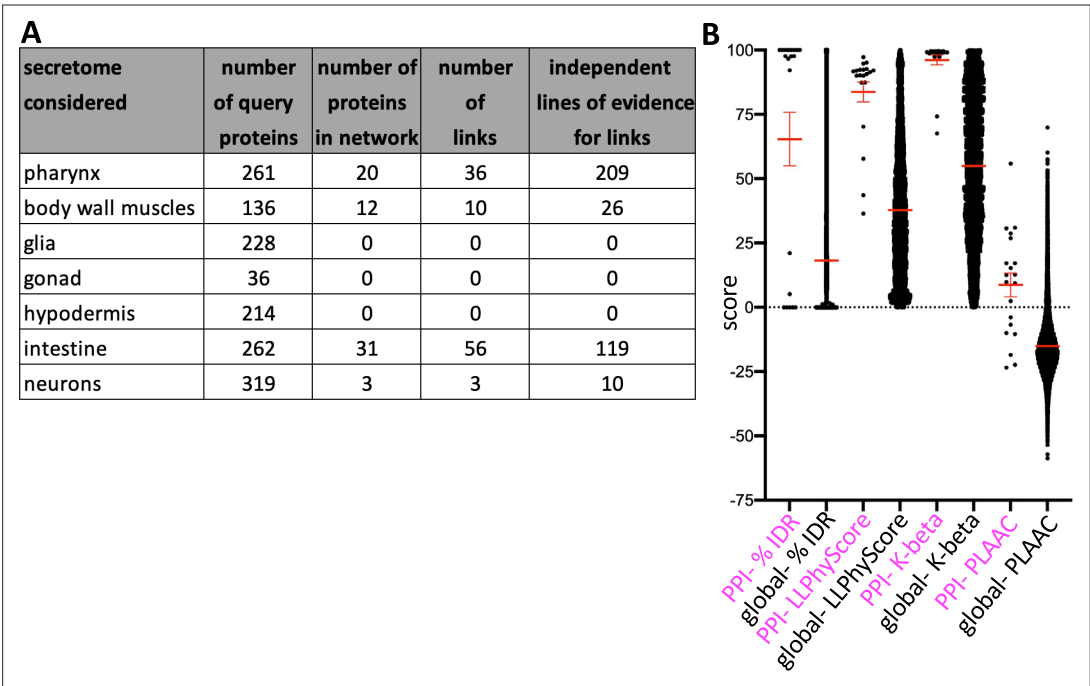 A
secretome considered | number of query proteins | number of proteins in network | number of links | independent lines of evidence for links
pharynx | 261 | 20 | 36 | 209
body wall muscles | 136 | 12 | 10 | 26
glia | 228 | 0 | 0 | 0
gonad | 36 | 0 | 0 | 0
hypodermis | 214 | 0 | 0 | 0
intestine | 262 | 31 | 56 | 119
neurons | 319 | 3 | 3 | 10
B
score
100
75
50
25
0
-25
-50
-75
PPI- % IDR
global- % IDR
PPI- LLPhyScore
global- LLPhyScore
PPI- K-beta
global- K-beta
PPI- PLAAC
global- PLAAC